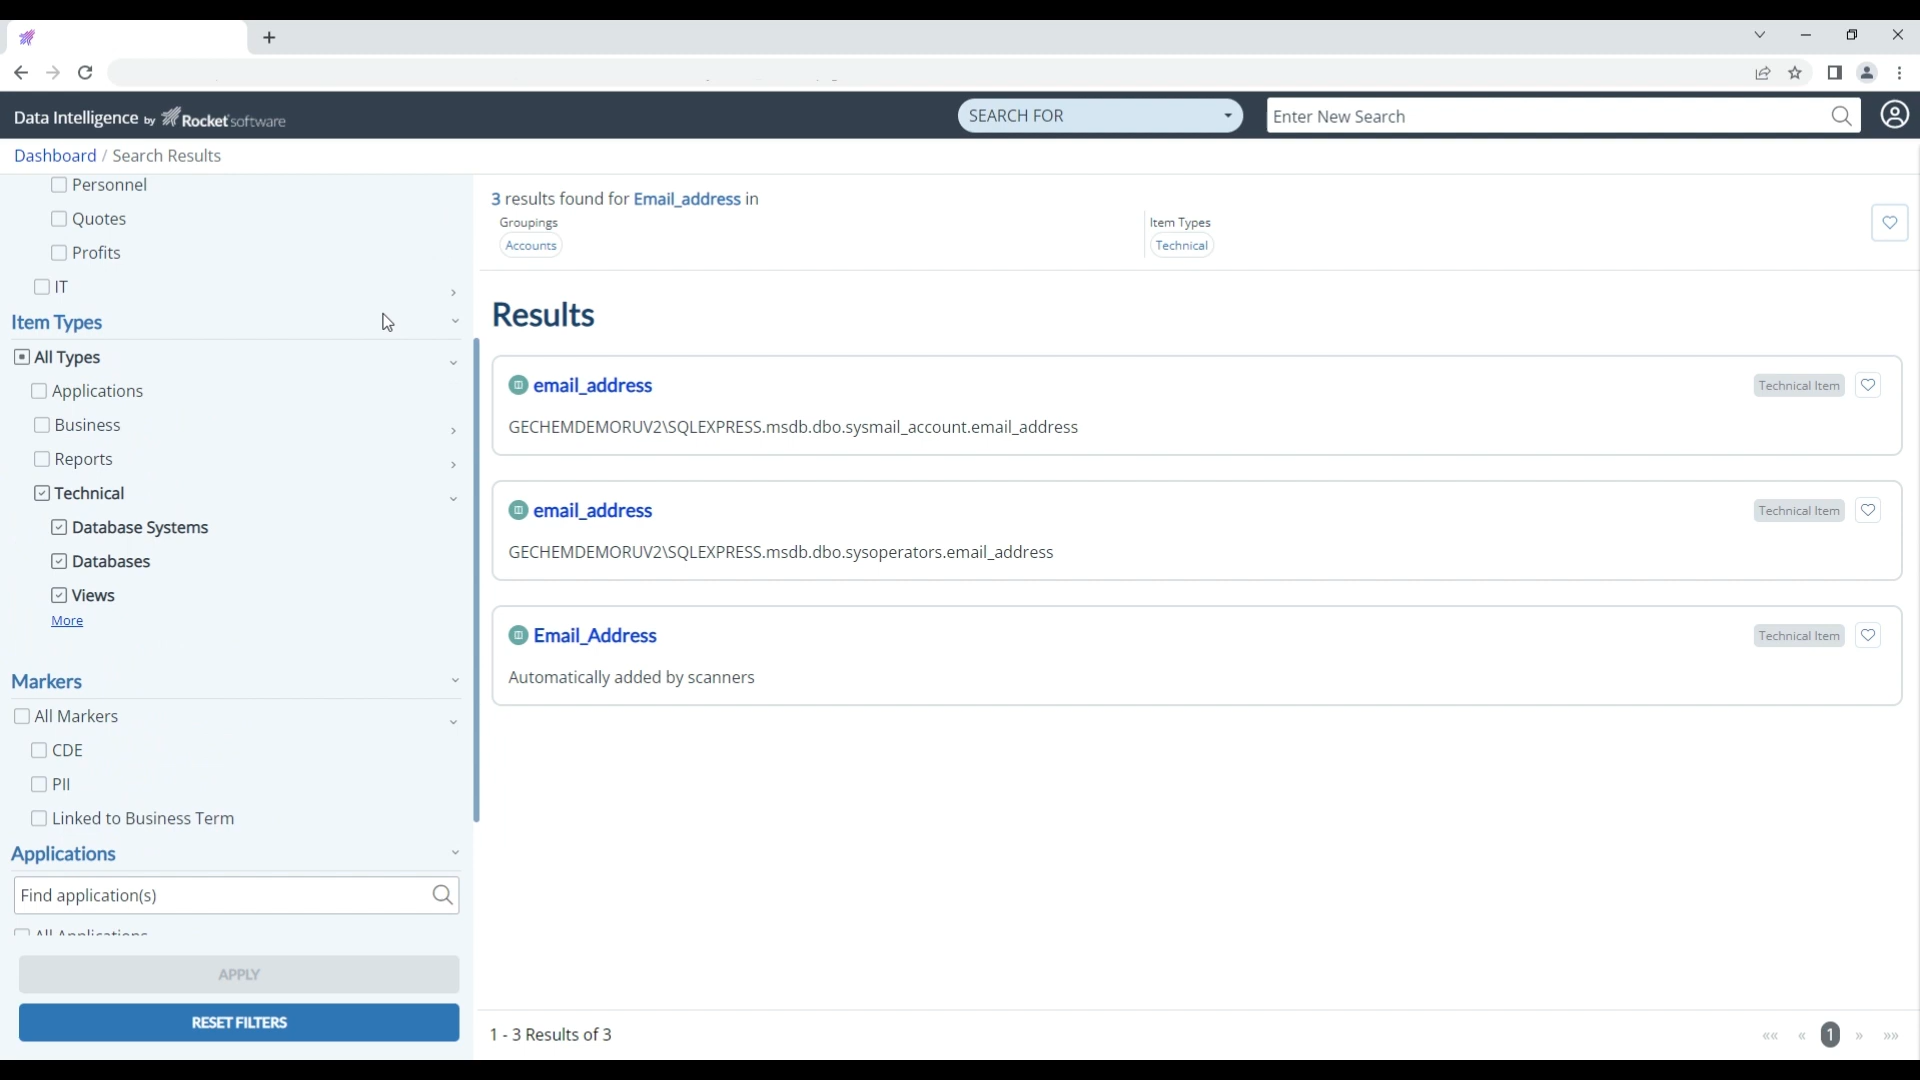 Data Intelligence by Rocket software
SEARCH FOR
Enter New Search
Dashboard / Search Results
Personnel
Quotes
Profits
IT
Item Types
All Types
Applications
Business
Reports
Technical
Database Systems
Databases
Views
More
Markers
All Markers
CDE
PII
Linked to Business Term
Applications
Find application(s)
All Applications
APPLY
RESET FILTERS
3 results found for Email_address in
Groupings
Accounts
Item Types
Technical
Results
email_address
Technical Item
GECHEMDEMORUV2\SQLEXPRESS.msdb.dbo.sysmail_account.email_address
email_address
Technical Item
GECHEMDEMORUV2\SQLEXPRESS.msdb.dbo.sysoperators.email_address
Email_Address
Technical Item
Automatically added by scanners
1 - 3 Results of 3
«« « 1 » »»